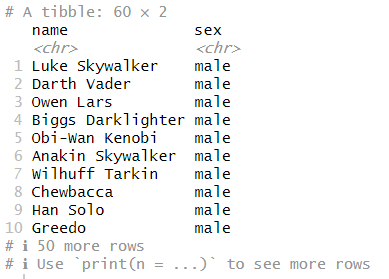 # A tibble: 60 × 2
name sex
<chr> <chr>
1 Luke Skywalker male
2 Darth Vader male
3 Owen Lars male
4 Biggs Darklighter male
5 Obi-Wan Kenobi male
6 Anakin Skywalker male
7 Wilhuff Tarkin male
8 Chewbacca male
9 Han Solo male
10 Greedo male
# ℹ 50 more rows
# ℹ Use `print(n = ...)` to see more rows